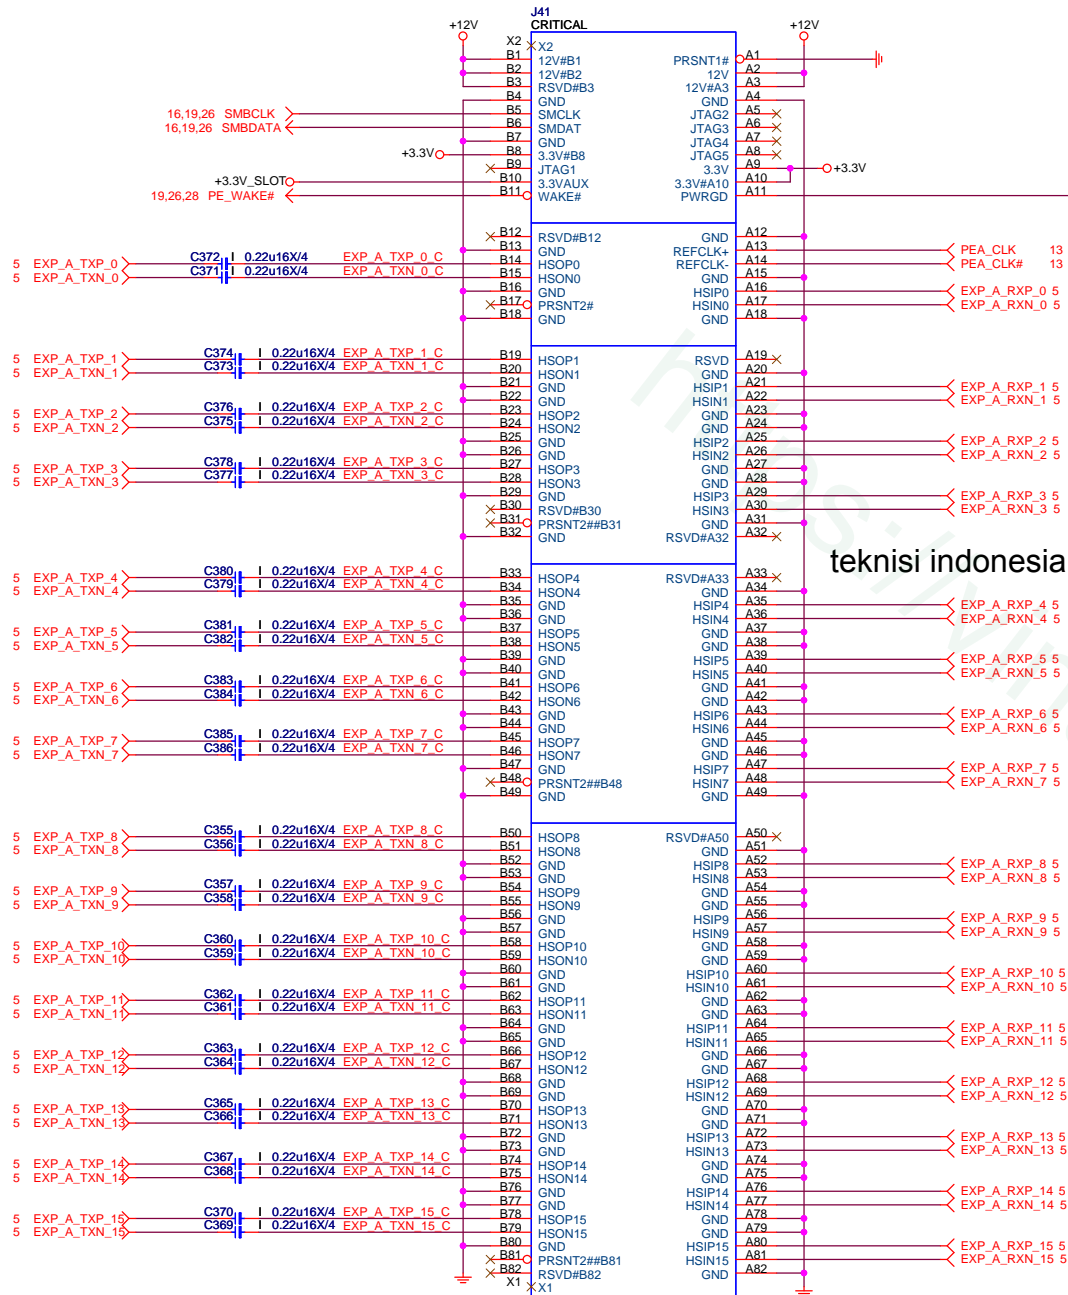 J41
CRITICAL
+12V +12V
X2 X2
B1 12V#B1 PRSNT1# A1
B2 12V#B2 12V A2
B3 RSVD#B3 12V#A3 A3
B4 GND GND A4
16,19,26 SMBCLK B5 SMCLK JTAG2 A5
16,19,26 SMBDATA B6 SMDAT JTAG3 A6
B7 GND JTAG4 A7
+3.3V B8 3.3V#B8 JTAG5 A8
B9 JTAG1 3.3V A9 +3.3V
+3.3V_SLOT B10 3.3VAUX 3.3V#A10 A10
19,26,28 PE_WAKE# B11 WAKE# PWRGD A11
B12 RSVD#B12 GND A12
B13 GND REFCLK+ A13 PEA_CLK 13
5 EXP_A_TXP_0 C372 I 0.22u16X/4 EXP_A_TXP_0_C B14 HSOP0 REFCLK- A14 PEA_CLK# 13
5 EXP_A_TXN_0 C371 I 0.22u16X/4 EXP_A_TXN_0_C B15 HSON0 GND A15
B16 GND HSIP0 A16 EXP_A_RXP_0 5
B17 PRSNT2# HSIN0 A17 EXP_A_RXN_0 5
B18 GND GND A18
5 EXP_A_TXP_1 C374 I 0.22u16X/4 EXP_A_TXP_1_C B19 HSOP1 RSVD A19
5 EXP_A_TXN_1 C373 I 0.22u16X/4 EXP_A_TXN_1_C B20 HSON1 GND A20
B21 GND HSIP1 A21 EXP_A_RXP_1 5
B22 GND HSIN1 A22 EXP_A_RXN_1 5
5 EXP_A_TXP_2 C376 I 0.22u16X/4 EXP_A_TXP_2_C B23 HSOP2 GND A23
5 EXP_A_TXN_2 C375 I 0.22u16X/4 EXP_A_TXN_2_C B24 HSON2 GND A24
B25 GND HSIP2 A25 EXP_A_RXP_2 5
B26 GND HSIN2 A26 EXP_A_RXN_2 5
5 EXP_A_TXP_3 C378 I 0.22u16X/4 EXP_A_TXP_3_C B27 HSOP3 GND A27
5 EXP_A_TXN_3 C377 I 0.22u16X/4 EXP_A_TXN_3_C B28 HSON3 GND A28
B29 GND HSIP3 A29 EXP_A_RXP_3 5
B30 RSVD#B30 HSIN3 A30 EXP_A_RXN_3 5
B31 PRSNT2##B31 GND A31
B32 GND RSVD#A32 A32
teknisi indonesia
5 EXP_A_TXP_4 C380 I 0.22u16X/4 EXP_A_TXP_4_C B33 HSOP4 RSVD#A33 A33
5 EXP_A_TXN_4 C379 I 0.22u16X/4 EXP_A_TXN_4_C B34 HSON4 GND A34
B35 GND HSIP4 A35 EXP_A_RXP_4 5
B36 GND HSIN4 A36 EXP_A_RXN_4 5
5 EXP_A_TXP_5 C381 I 0.22u16X/4 EXP_A_TXP_5_C B37 HSOP5 GND A37
5 EXP_A_TXN_5 C382 I 0.22u16X/4 EXP_A_TXN_5_C B38 HSON5 GND A38
B39 GND HSIP5 A39 EXP_A_RXP_5 5
B40 GND HSIN5 A40 EXP_A_RXN_5 5
5 EXP_A_TXP_6 C383 I 0.22u16X/4 EXP_A_TXP_6_C B41 HSOP6 GND A41
5 EXP_A_TXN_6 C384 I 0.22u16X/4 EXP_A_TXN_6_C B42 HSON6 GND A42
B43 GND HSIP6 A43 EXP_A_RXP_6 5
B44 GND HSIN6 A44 EXP_A_RXN_6 5
5 EXP_A_TXP_7 C385 I 0.22u16X/4 EXP_A_TXP_7_C B45 HSOP7 GND A45
5 EXP_A_TXN_7 C386 I 0.22u16X/4 EXP_A_TXN_7_C B46 HSON7 GND A46
B47 GND HSIP7 A47 EXP_A_RXP_7 5
B48 PRSNT2##B48 HSIN7 A48 EXP_A_RXN_7 5
B49 GND GND A49
5 EXP_A_TXP_8 C355 I 0.22u16X/4 EXP_A_TXP_8_C B50 HSOP8 RSVD#A50 A50
5 EXP_A_TXN_8 C356 I 0.22u16X/4 EXP_A_TXN_8_C B51 HSON8 GND A51
B52 GND HSIP8 A52 EXP_A_RXP_8 5
B53 GND HSIN8 A53 EXP_A_RXN_8 5
5 EXP_A_TXP_9 C357 I 0.22u16X/4 EXP_A_TXP_9_C B54 HSOP9 GND A54
5 EXP_A_TXN_9 C358 I 0.22u16X/4 EXP_A_TXN_9_C B55 HSON9 GND A55
B56 GND HSIP9 A56 EXP_A_RXP_9 5
B57 GND HSIN9 A57 EXP_A_RXN_9 5
5 EXP_A_TXP_10 C360 I 0.22u16X/4 EXP_A_TXP_10_C B58 HSOP10 GND A58
5 EXP_A_TXN_10 C359 I 0.22u16X/4 EXP_A_TXN_10_C B59 HSON10 GND A59
B60 GND HSIP10 A60 EXP_A_RXP_10 5
B61 GND HSIN10 A61 EXP_A_RXN_10 5
5 EXP_A_TXP_11 C362 I 0.22u16X/4 EXP_A_TXP_11_C B62 HSOP11 GND A62
5 EXP_A_TXN_11 C361 I 0.22u16X/4 EXP_A_TXN_11_C B63 HSON11 GND A63
B64 GND HSIP11 A64 EXP_A_RXP_11 5
B65 GND HSIN11 A65 EXP_A_RXN_11 5
5 EXP_A_TXP_12 C363 I 0.22u16X/4 EXP_A_TXP_12_C B66 HSOP12 GND A66
5 EXP_A_TXN_12 C364 I 0.22u16X/4 EXP_A_TXN_12_C B67 HSON12 GND A67
B68 GND HSIP12 A68 EXP_A_RXP_12 5
B69 GND HSIN12 A69 EXP_A_RXN_12 5
5 EXP_A_TXP_13 C365 I 0.22u16X/4 EXP_A_TXP_13_C B70 HSOP13 GND A70
5 EXP_A_TXN_13 C366 I 0.22u16X/4 EXP_A_TXN_13_C B71 HSON13 GND A71
B72 GND HSIP13 A72 EXP_A_RXP_13 5
B73 GND HSIN13 A73 EXP_A_RXN_13 5
5 EXP_A_TXP_14 C367 I 0.22u16X/4 EXP_A_TXP_14_C B74 HSOP14 GND A74
5 EXP_A_TXN_14 C368 I 0.22u16X/4 EXP_A_TXN_14_C B75 HSON14 GND A75
B76 GND HSIP14 A76 EXP_A_RXP_14 5
B77 GND HSIN14 A77 EXP_A_RXN_14 5
5 EXP_A_TXP_15 C370 I 0.22u16X/4 EXP_A_TXP_15_C B78 HSOP15 GND A78
5 EXP_A_TXN_15 C369 I 0.22u16X/4 EXP_A_TXN_15_C B79 HSON15 GND A79
B80 GND HSIP15 A80 EXP_A_RXP_15 5
B81 PRSNT2##B81 HSIN15 A81 EXP_A_RXN_15 5
B82 RSVD#B82 GND A82
X1 X1